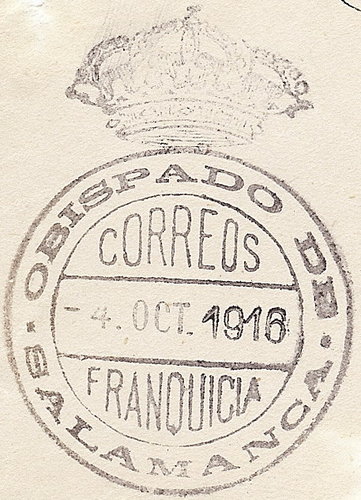 OBISPADO DE
CORREOS
- 4. OCT. 1916
FRANQUICIA
· SALAMANCA ·